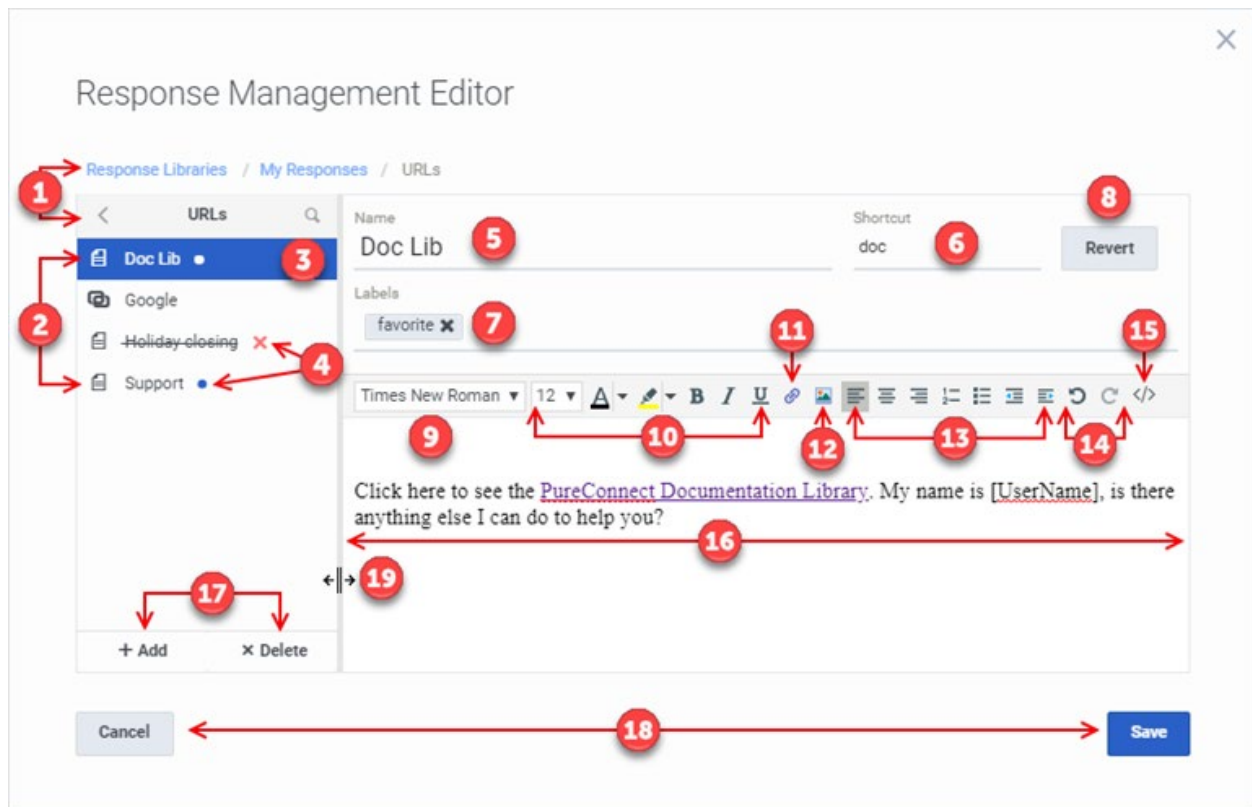 Response Management Editor
Response Libraries / My Responses / URLs
1
URLs
2
Doc Lib
3
Google
Holiday closing
4
Support
Name
Doc Lib
5
Shortcut
doc
6
8
Revert
Labels
favorite
7
11
15
Times New Roman
12
A
B
I
U
</>
9
10
12
13
14
Click here to see the PureConnect Documentation Library. My name is [UserName], is there
anything else I can do to help you?
16
19
17
+ Add
× Delete
Cancel
18
Save